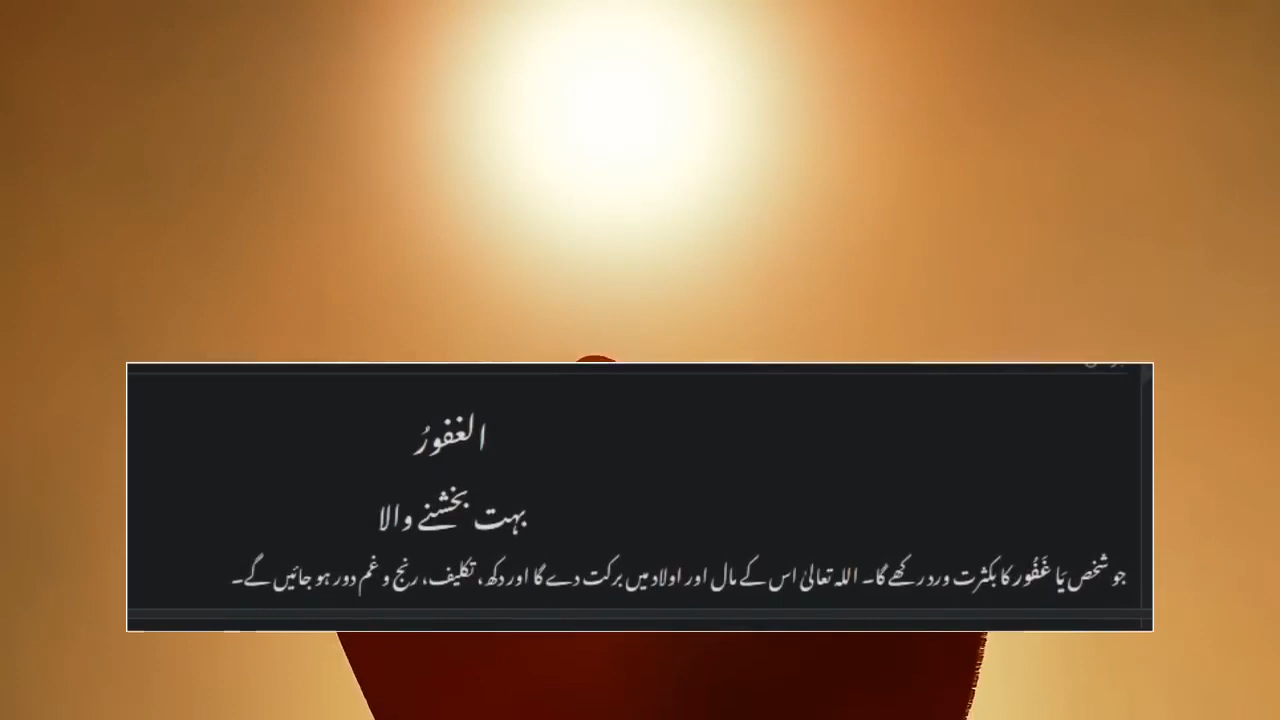 الغفورُ
بہت بخشنے والا
جو شخص یَا غَفُور کا بکثرت ورد رکھے گا۔ اللہ تعالیٰ اس کے مال اور اولاد میں برکت دے گا اور دکھ، تکلیف، رنج و غم دور ہو جائیں گے۔